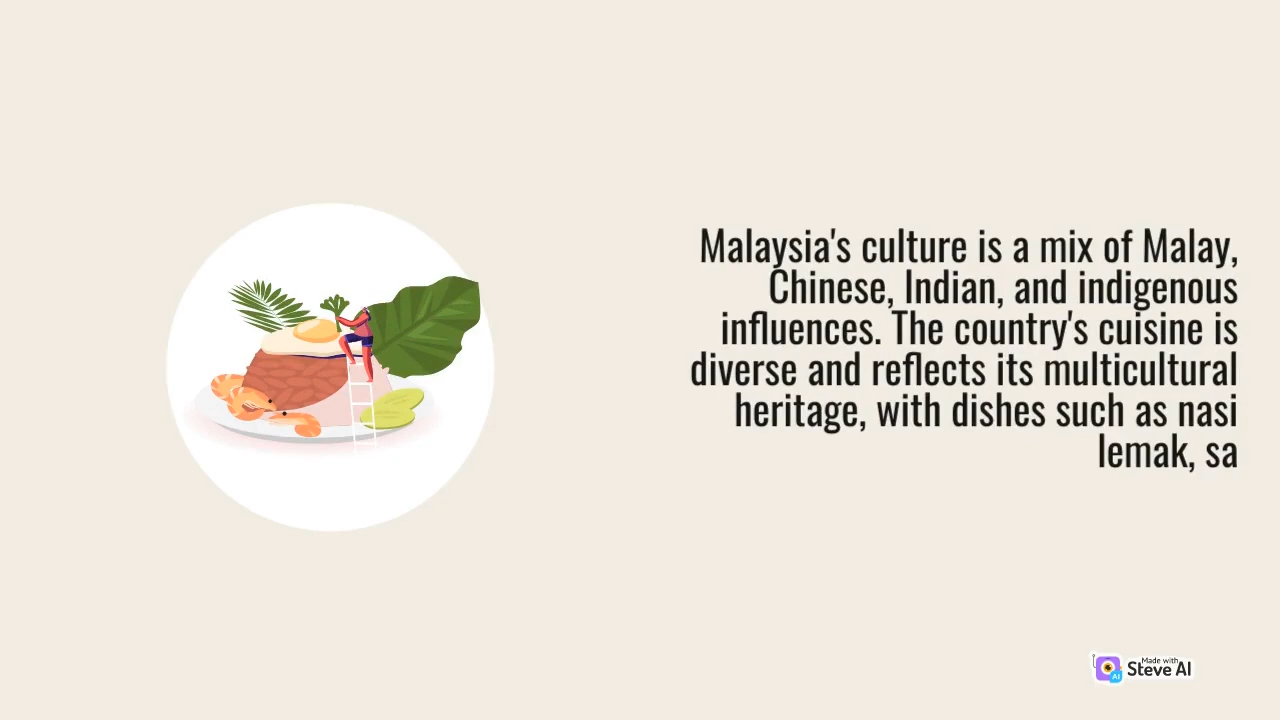 Malaysia's culture is a mix of Malay,
Chinese, Indian, and indigenous
influences. The country's cuisine is
diverse and reflects its multicultural
heritage, with dishes such as nasi
lemak, sa
Made with
Steve AI
AI